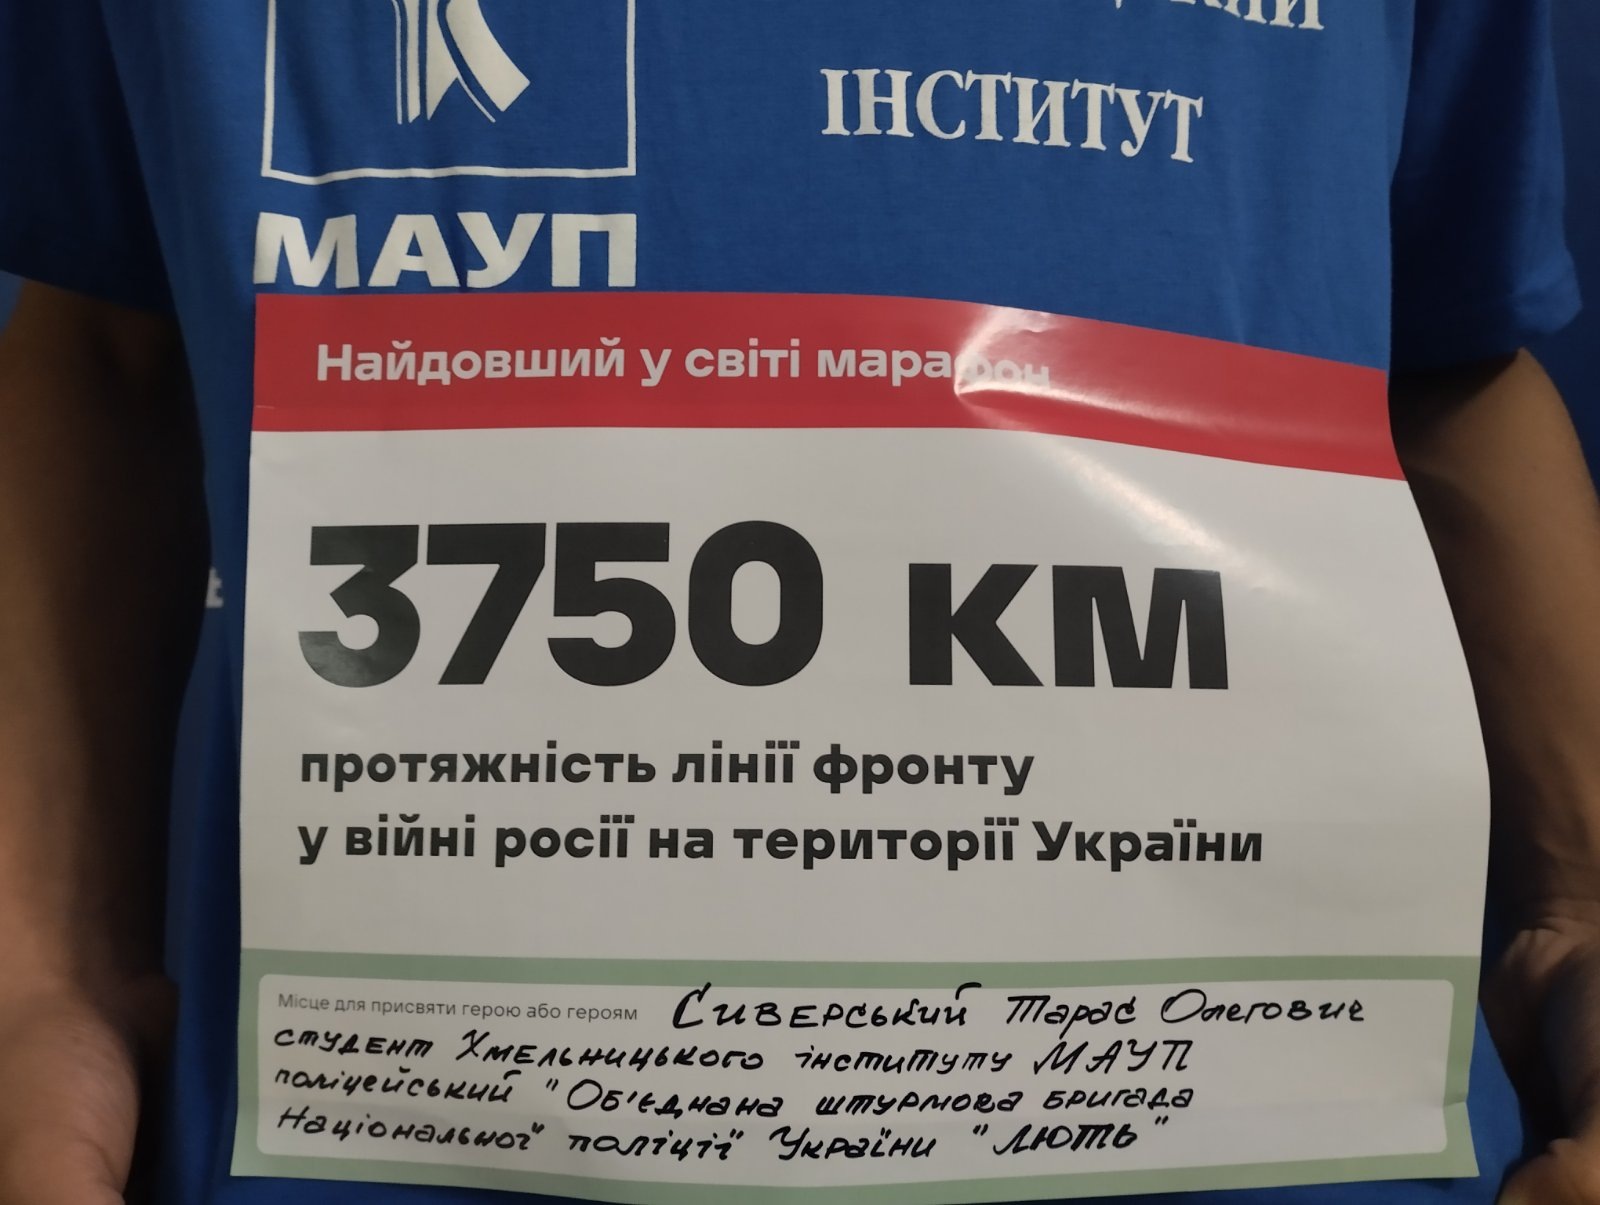 ІНСТИТУТ
МАУП
Найдовший у світі марафон
3750 км
протяжність лінії фронту
у війні росії на території України
Місце для присвяти герою або героям Сиверський Тарас Олегович
студент Хмельницького інституту МАУП
поліцейський "Об'єднана штурмова бригада
Національної" поліції" України "ЛЮТЬ"